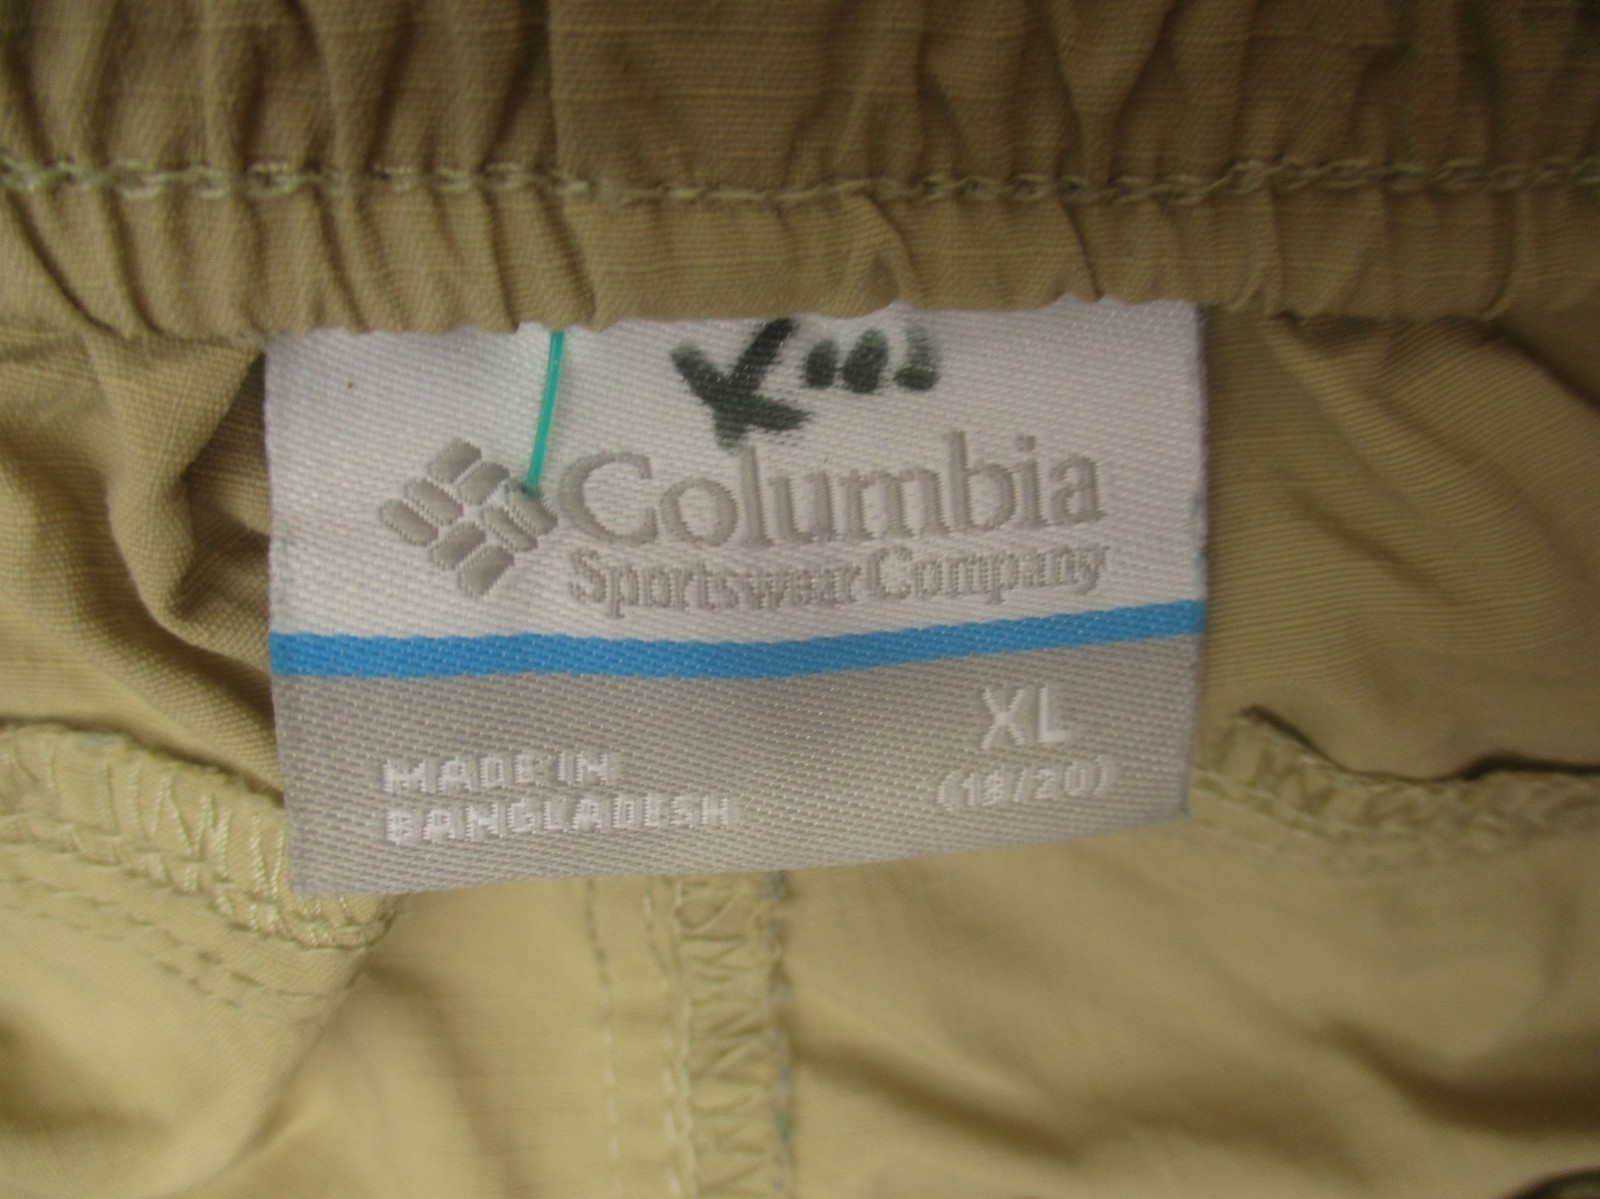 Columbia
Sportswear Company
XL
MADE IN
BANGLADESH
(18/20)